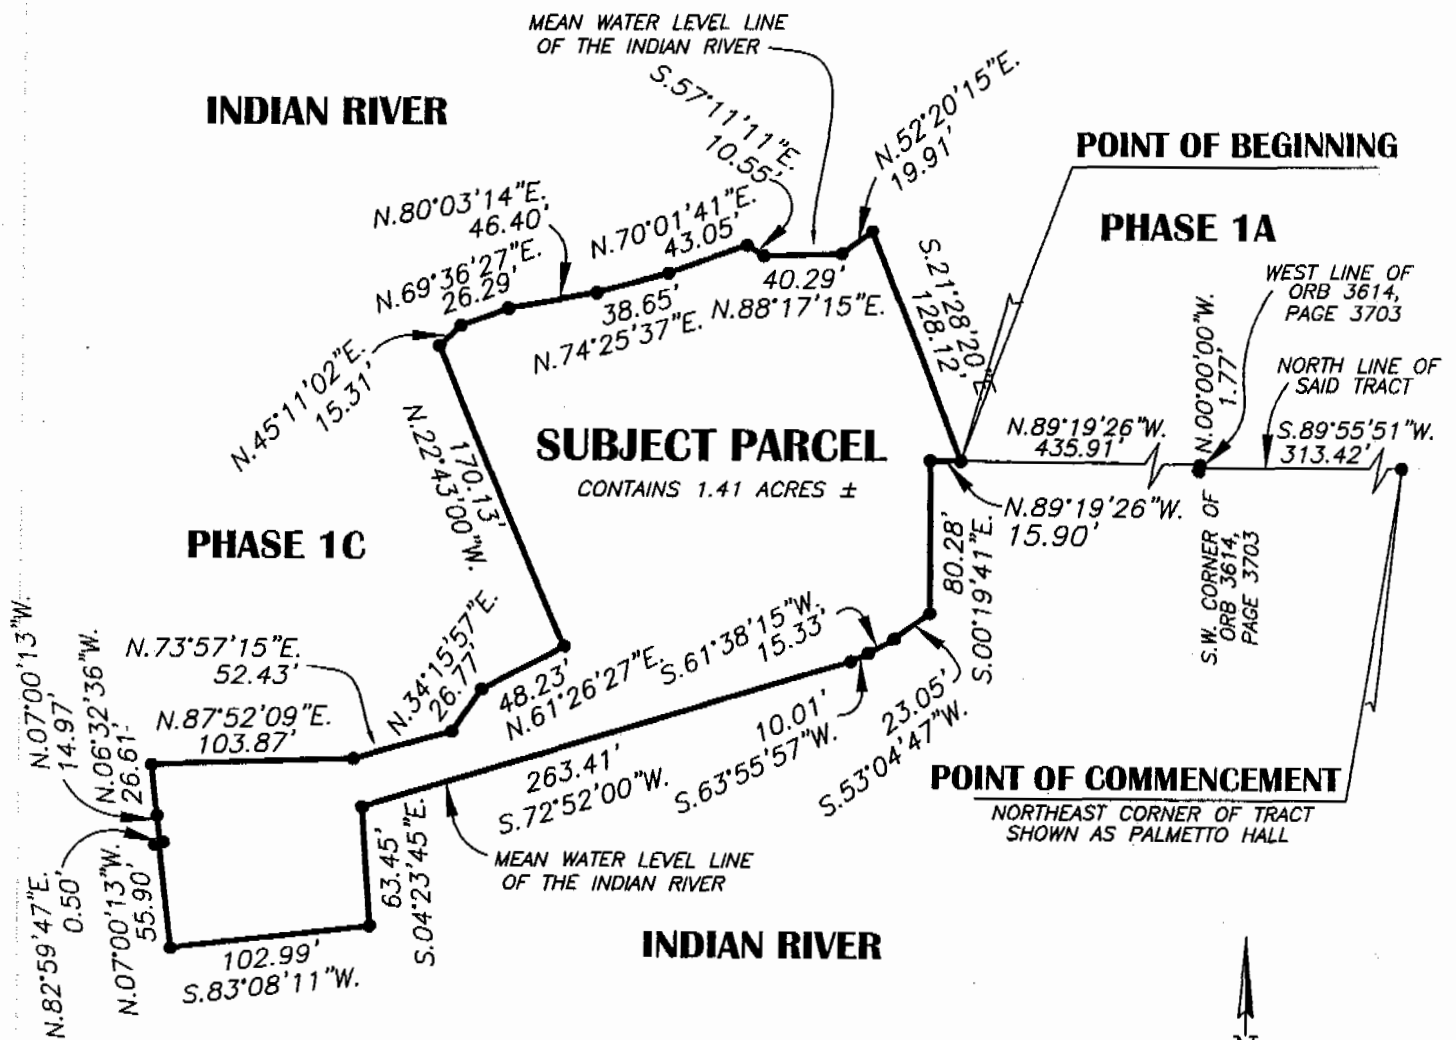 MEAN WATER LEVEL LINE
OF THE INDIAN RIVER
INDIAN RIVER
S.57°11'11"E.
10.55'
N.52°20'15"E.
19.91'
POINT OF BEGINNING
PHASE 1A
N.80°03'14"E.
46.40'
N.70°01'41"E.
43.05'
N.69°36'27"E.
26.29'
38.65'
N.74°25'37"E.
40.29'
N.88°17'15"E.
S.21°28'20"E.
128.12'
WEST LINE OF
ORB 3614,
PAGE 3703
N.00°00'00"W.
1.77'
NORTH LINE OF
SAID TRACT
N.45°11'02"E.
15.31'
170.13'
N.22°43'00"W.
SUBJECT PARCEL
CONTAINS 1.41 ACRES ±
N.89°19'26"W.
435.91'
S.89°55'51"W.
313.42'
N.89°19'26"W.
15.90'
PHASE 1C
80.28'
S.00°19'41"E.
S.W. CORNER OF
ORB 3614,
PAGE 3703
N.07°00'13"W.
14.97'
N.06°32'36"W.
26.61'
N.73°57'15"E.
52.43'
N.34°15'57"E.
26.77'
48.23'
N.61°26'27"E.
S.61°38'15"W.
15.33'
N.87°52'09"E.
103.87'
263.41'
S.72°52'00"W.
10.01'
S.63°55'57"W.
23.05'
S.53°04'47"W.
POINT OF COMMENCEMENT
NORTHEAST CORNER OF TRACT
SHOWN AS PALMETTO HALL
MEAN WATER LEVEL LINE
OF THE INDIAN RIVER
N.82°59'47"E.
0.50'
N.07°00'13"W.
55.90'
63.45'
S.04°23'45"E.
102.99'
S.83°08'11"W.
INDIAN RIVER
N